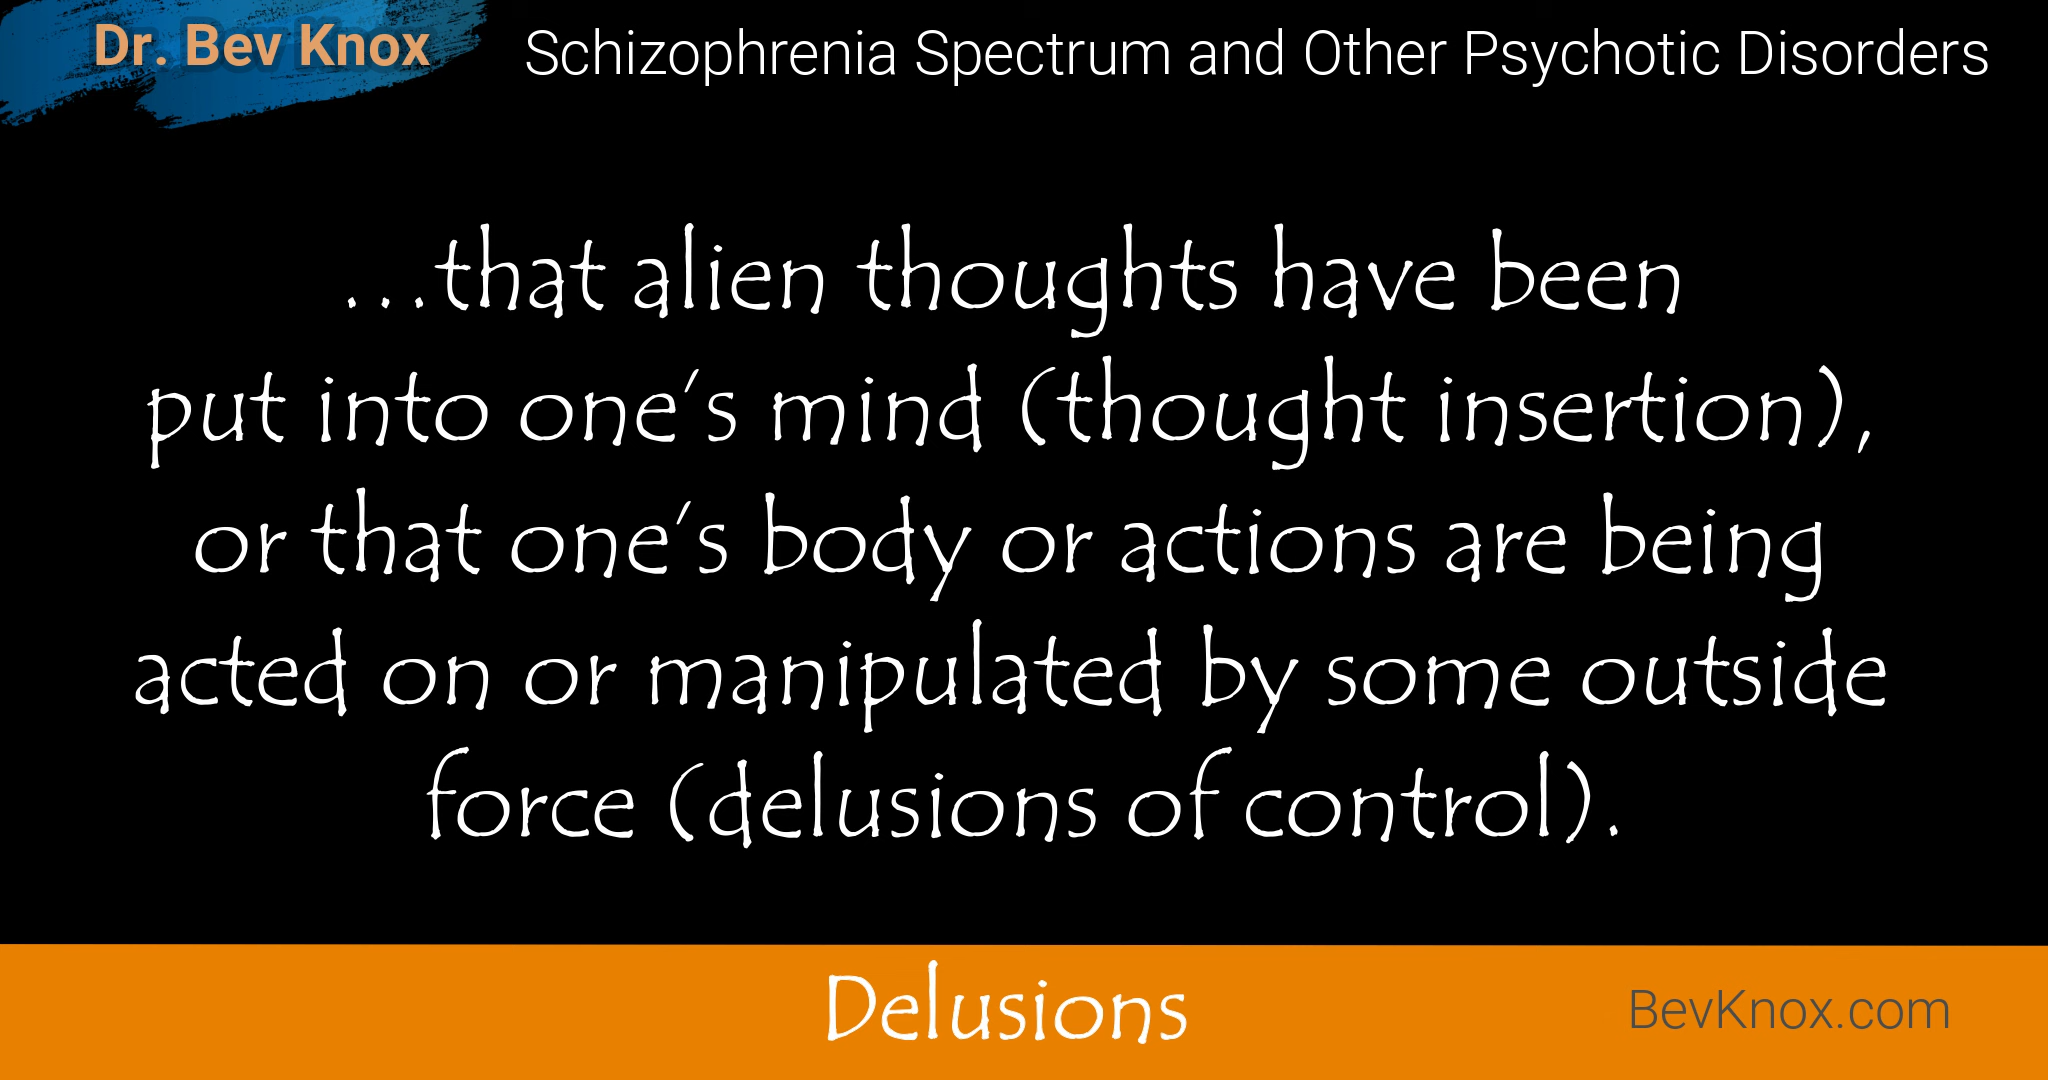 Dr. Bev Knox
Schizophrenia Spectrum and Other Psychotic Disorders
...that alien thoughts have been
put into one's mind (thought insertion),
or that one's body or actions are being
acted on or manipulated by some outside
force (delusions of control).
Delusions
BevKnox.com